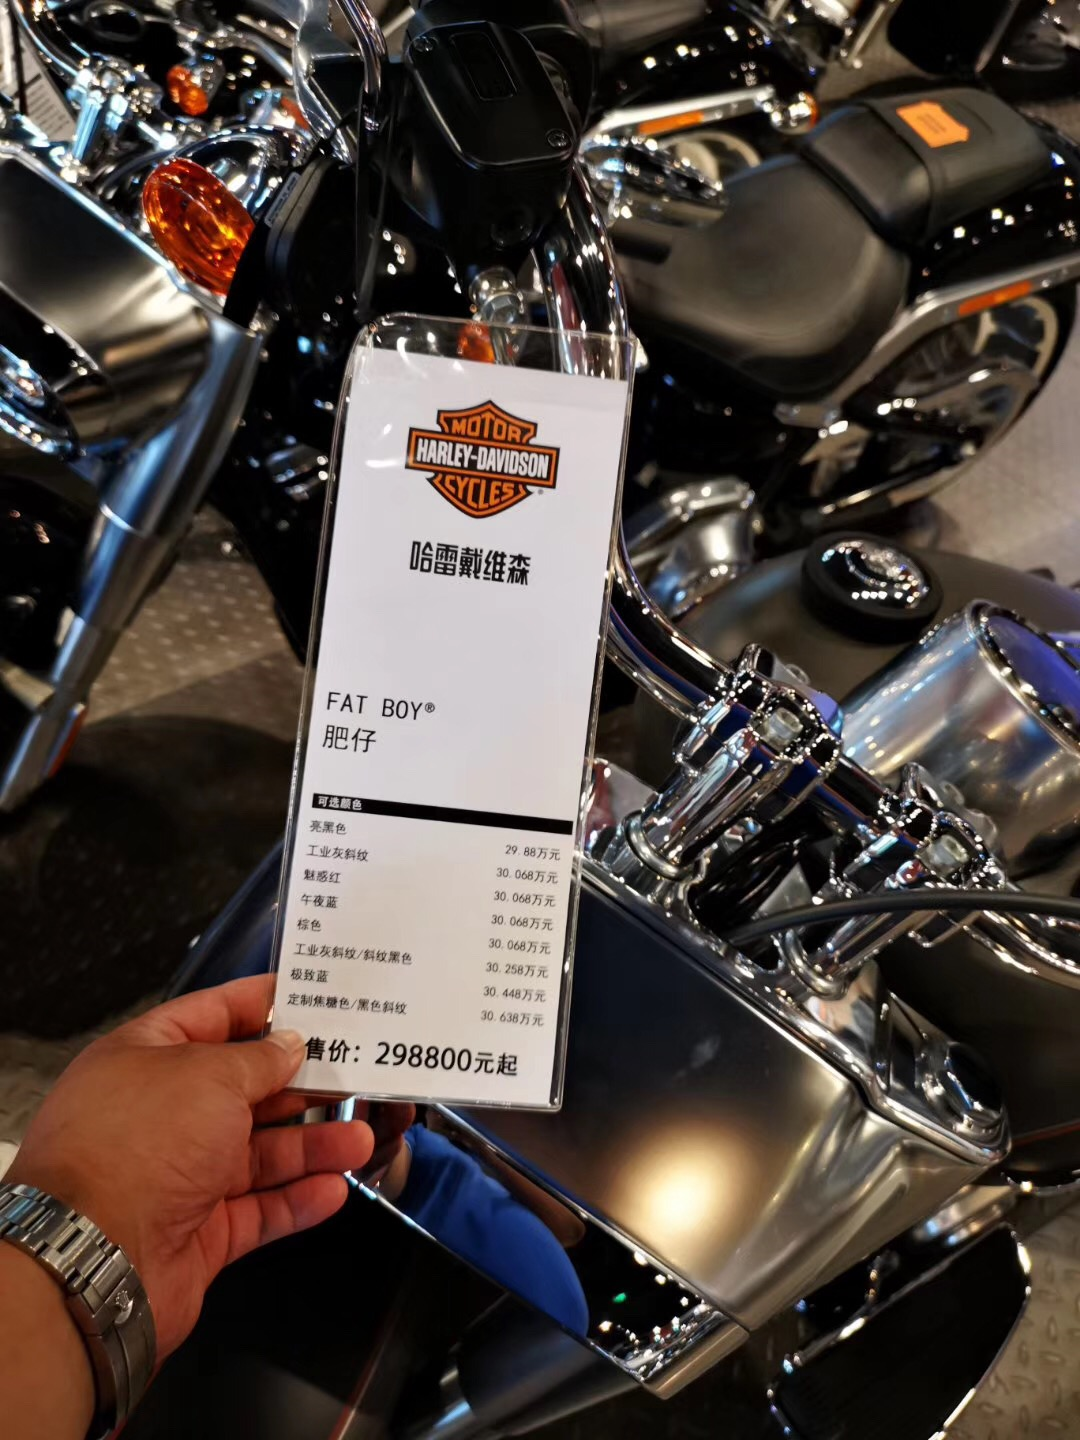 MOTOR
HARLEY-DAVIDSON
CYCLES
哈雷戴维森
FAT BOY®
肥仔
可选颜色
亮黑色 29.88万元
工业灰斜纹 30.068万元
魅惑红 30.068万元
午夜蓝 30.068万元
棕色 30.068万元
工业灰斜纹/斜纹黑色 30.258万元
极致蓝 30.448万元
定制焦糖色/黑色斜纹 30.638万元
售价：298800元起